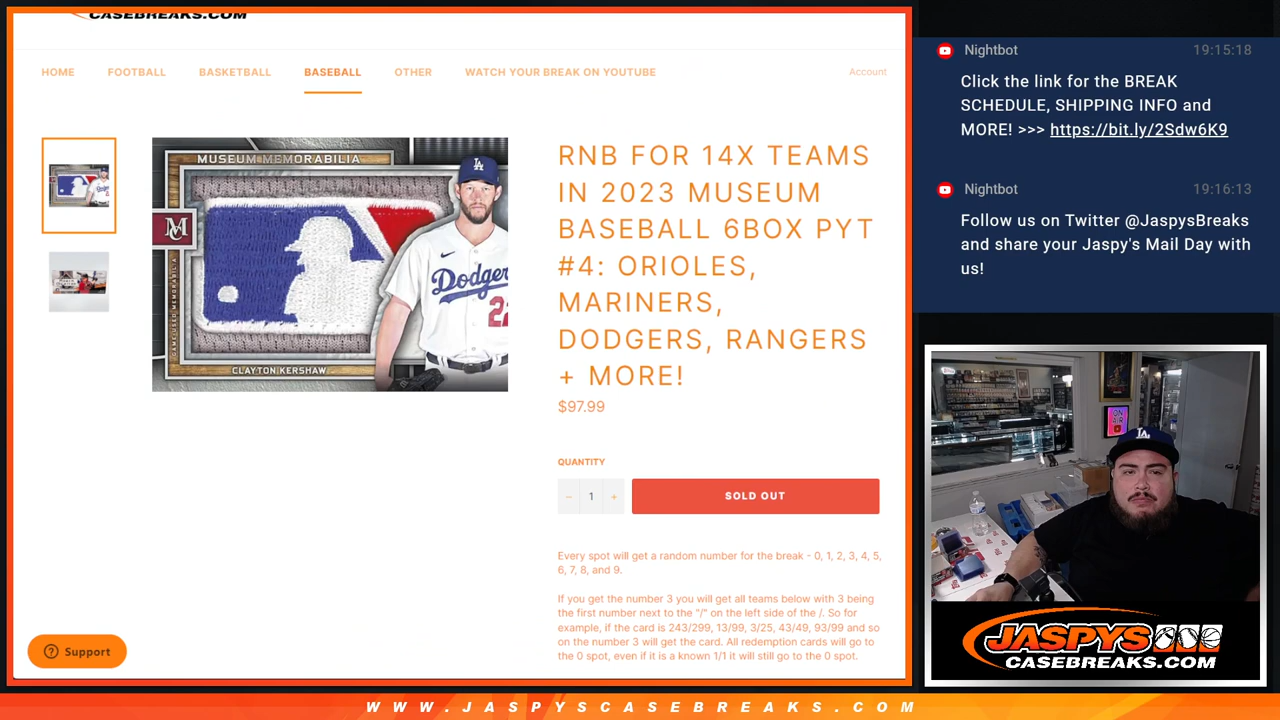 CASEBREAKS.COM
HOME FOOTBALL BASKETBALL BASEBALL OTHER WATCH YOUR BREAK ON YOUTUBE Account
MUSEUM MEMORABILIA
LA
Dodgers
GAME-USED MEMORABILIA
CLAYTON KERSHAW
RNB FOR 14X TEAMS
IN 2023 MUSEUM
BASEBALL 6BOX PYT
#4: ORIOLES,
MARINERS,
DODGERS, RANGERS
+ MORE!
$97.99
QUANTITY
− 1 +
SOLD OUT
Every spot will get a random number for the break - 0, 1, 2, 3, 4, 5,
6, 7, 8, and 9.
If you get the number 3 you will get all teams below with 3 being
the first number next to the "/" on the left side of the /. So for
example, if the card is 243/299, 13/99, 3/25, 43/49, 93/99 and so
on the number 3 will get the card. All redemption cards will go to
the 0 spot, even if it is a known 1/1 it will still go to the 0 spot.
Support
Nightbot 19:15:18
Click the link for the BREAK
SCHEDULE, SHIPPING INFO and
MORE! >>> https://bit.ly/2Sdw6K9
Nightbot 19:16:13
Follow us on Twitter @JaspysBreaks
and share your Jaspy's Mail Day with
us!
ON
AIR
LA
JASPYS
CASEBREAKS.COM
WWW.JASPYSCASEBREAKS.COM